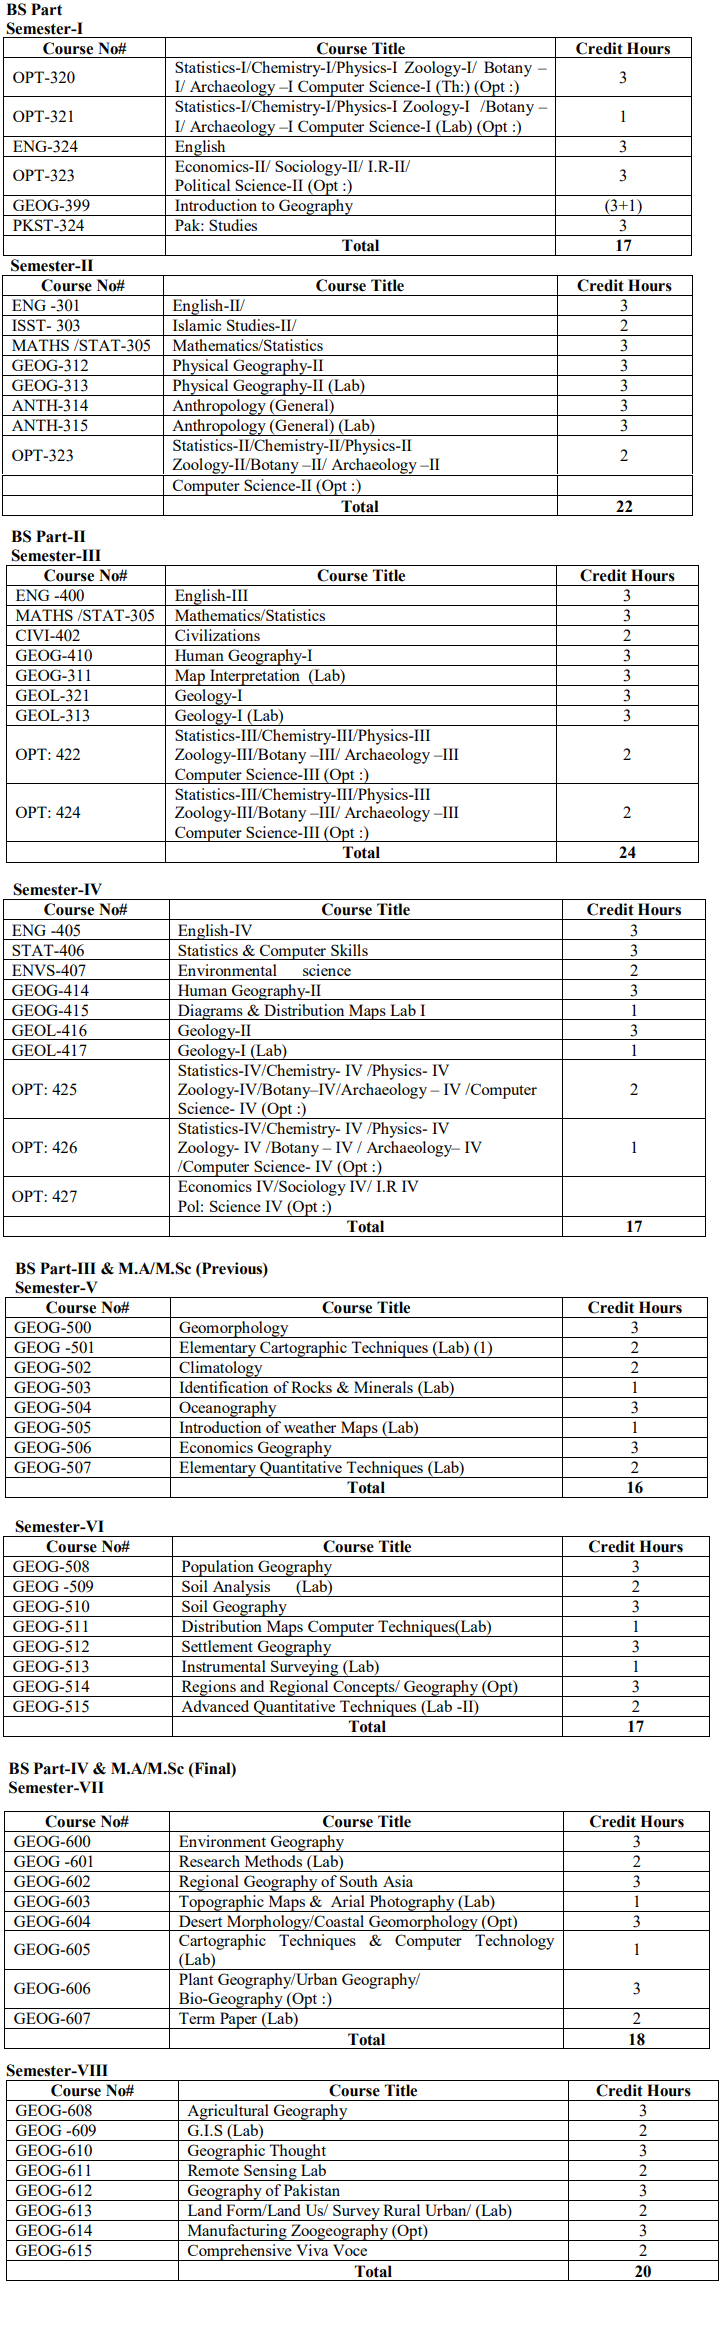 BS Part
Semester-I
Course No# Course Title Credit Hours
OPT-320 Statistics-I/Chemistry-I/Physics-I Zoology-I/ Botany –
I/ Archaeology –I Computer Science-I (Th:) (Opt :) 3
OPT-321 Statistics-I/Chemistry-I/Physics-I Zoology-I /Botany –
I/ Archaeology –I Computer Science-I (Lab) (Opt :) 1
ENG-324 English 3
OPT-323 Economics-II/ Sociology-II/ I.R-II/
Political Science-II (Opt :) 3
GEOG-399 Introduction to Geography (3+1)
PKST-324 Pak: Studies 3
Total 17
Semester-II
Course No# Course Title Credit Hours
ENG -301 English-II/ 3
ISST- 303 Islamic Studies-II/ 2
MATHS /STAT-305 Mathematics/Statistics 3
GEOG-312 Physical Geography-II 3
GEOG-313 Physical Geography-II (Lab) 3
ANTH-314 Anthropology (General) 3
ANTH-315 Anthropology (General) (Lab) 3
OPT-323 Statistics-II/Chemistry-II/Physics-II
Zoology-II/Botany –II/ Archaeology –II 2
Computer Science-II (Opt :)
Total 22
BS Part-II
Semester-III
Course No# Course Title Credit Hours
ENG -400 English-III 3
MATHS /STAT-305 Mathematics/Statistics 3
CIVI-402 Civilizations 2
GEOG-410 Human Geography-I 3
GEOG-311 Map Interpretation (Lab) 3
GEOL-321 Geology-I 3
GEOL-313 Geology-I (Lab) 3
Statistics-III/Chemistry-III/Physics-III
OPT: 422 Zoology-III/Botany –III/ Archaeology –III 2
Computer Science-III (Opt :)
Statistics-III/Chemistry-III/Physics-III
OPT: 424 Zoology-III/Botany –III/ Archaeology –III 2
Computer Science-III (Opt :)
Total 24
Semester-IV
Course No# Course Title Credit Hours
ENG -405 English-IV 3
STAT-406 Statistics & Computer Skills 3
ENVS-407 Environmental science 2
GEOG-414 Human Geography-II 3
GEOG-415 Diagrams & Distribution Maps Lab I 1
GEOL-416 Geology-II 3
GEOL-417 Geology-I (Lab) 1
Statistics-IV/Chemistry- IV /Physics- IV
OPT: 425 Zoology-IV/Botany–IV/Archaeology – IV /Computer 2
Science- IV (Opt :)
Statistics-IV/Chemistry- IV /Physics- IV
OPT: 426 Zoology- IV /Botany – IV / Archaeology– IV 1
/Computer Science- IV (Opt :)
OPT: 427 Economics IV/Sociology IV/ I.R IV
Pol: Science IV (Opt :)
Total 17
BS Part-III & M.A/M.Sc (Previous)
Semester-V
Course No# Course Title Credit Hours
GEOG-500 Geomorphology 3
GEOG -501 Elementary Cartographic Techniques (Lab) (1) 2
GEOG-502 Climatology 2
GEOG-503 Identification of Rocks & Minerals (Lab) 1
GEOG-504 Oceanography 3
GEOG-505 Introduction of weather Maps (Lab) 1
GEOG-506 Economics Geography 3
GEOG-507 Elementary Quantitative Techniques (Lab) 2
Total 16
Semester-VI
Course No# Course Title Credit Hours
GEOG-508 Population Geography 3
GEOG -509 Soil Analysis (Lab) 2
GEOG-510 Soil Geography 3
GEOG-511 Distribution Maps Computer Techniques(Lab) 1
GEOG-512 Settlement Geography 3
GEOG-513 Instrumental Surveying (Lab) 1
GEOG-514 Regions and Regional Concepts/ Geography (Opt) 3
GEOG-515 Advanced Quantitative Techniques (Lab -II) 2
Total 17
BS Part-IV & M.A/M.Sc (Final)
Semester-VII
Course No# Course Title Credit Hours
GEOG-600 Environment Geography 3
GEOG -601 Research Methods (Lab) 2
GEOG-602 Regional Geography of South Asia 3
GEOG-603 Topographic Maps & Arial Photography (Lab) 1
GEOG-604 Desert Morphology/Coastal Geomorphology (Opt) 3
GEOG-605 Cartographic Techniques & Computer Technology
(Lab) 1
GEOG-606 Plant Geography/Urban Geography/
Bio-Geography (Opt :) 3
GEOG-607 Term Paper (Lab) 2
Total 18
Semester-VIII
Course No# Course Title Credit Hours
GEOG-608 Agricultural Geography 3
GEOG -609 G.I.S (Lab) 2
GEOG-610 Geographic Thought 3
GEOG-611 Remote Sensing Lab 2
GEOG-612 Geography of Pakistan 3
GEOG-613 Land Form/Land Us/ Survey Rural Urban/ (Lab) 2
GEOG-614 Manufacturing Zoogeography (Opt) 3
GEOG-615 Comprehensive Viva Voce 2
Total 20